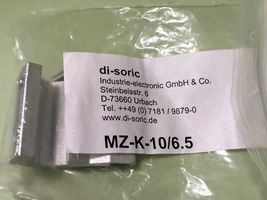 di-soric
Industrie-electronic GmbH & Co.
Steinbeisstr. 6
D-73660 Urbach
Tel. ++49 (0) 7181 / 9879-0
www.di-soric.de
MZ-K-10/6.5